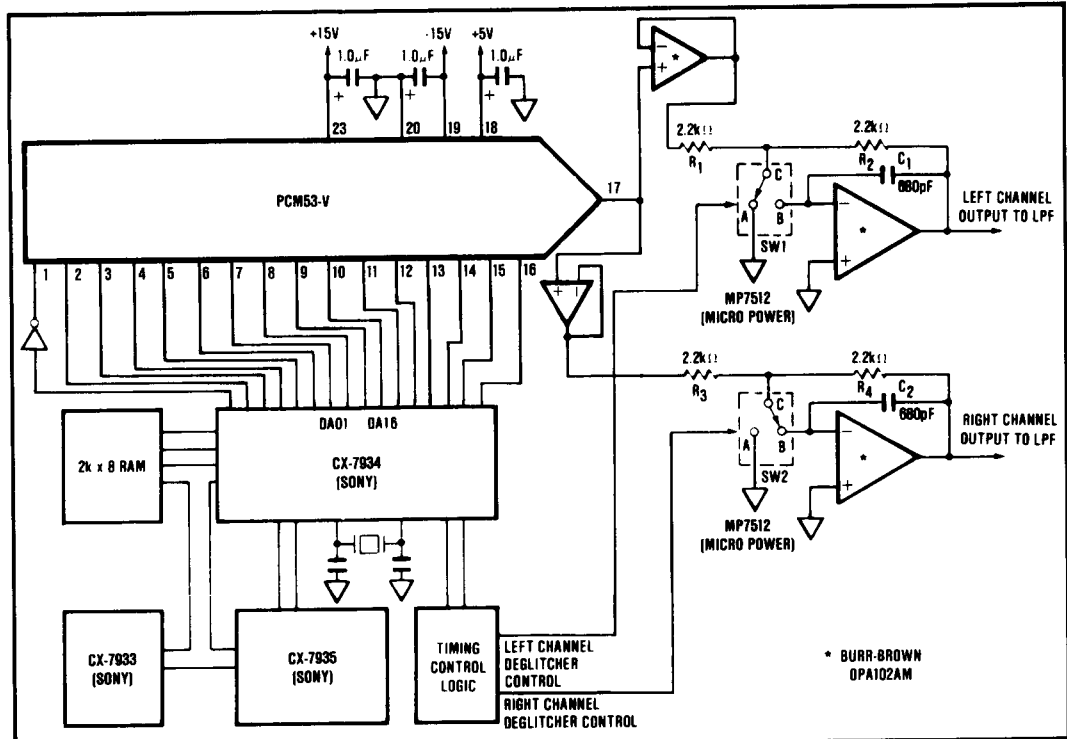 +15V
-15V
+5V
1.0µF
1.0µF
1.0µF
+
+
23
20
19
18
PCM53-V
17
1
2
3
4
5
6
7
8
9
10
11
12
13
14
15
16
−
+
*
2.2kΩ
R1
2.2kΩ
R2
C1
680pF
C
A
B
SW1
−
+
*
LEFT CHANNEL
OUTPUT TO LPF
MP7512
(MICRO POWER)
+
−
2.2kΩ
R3
2.2kΩ
R4
C2
680pF
C
A
B
SW2
−
+
*
RIGHT CHANNEL
OUTPUT TO LPF
MP7512
(MICRO POWER)
2k x 8 RAM
DA01
DA16
CX-7934
(SONY)
CX-7933
(SONY)
CX-7935
(SONY)
TIMING
CONTROL
LOGIC
LEFT CHANNEL
DEGLITCHER
CONTROL
RIGHT CHANNEL
DEGLITCHER CONTROL
* BURR-BROWN
OPA102AM